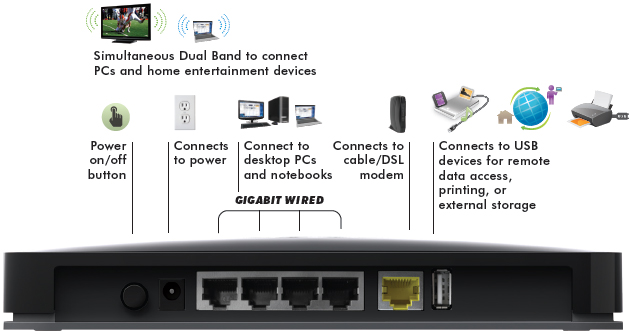 Simultaneous Dual Band to connect
PCs and home entertainment devices
Power
on/off
button
Connects
to power
Connect to
desktop PCs
and notebooks
GIGABIT WIRED
Connects to
cable/DSL
modem
Connects to USB
devices for remote
data access,
printing, or
external storage